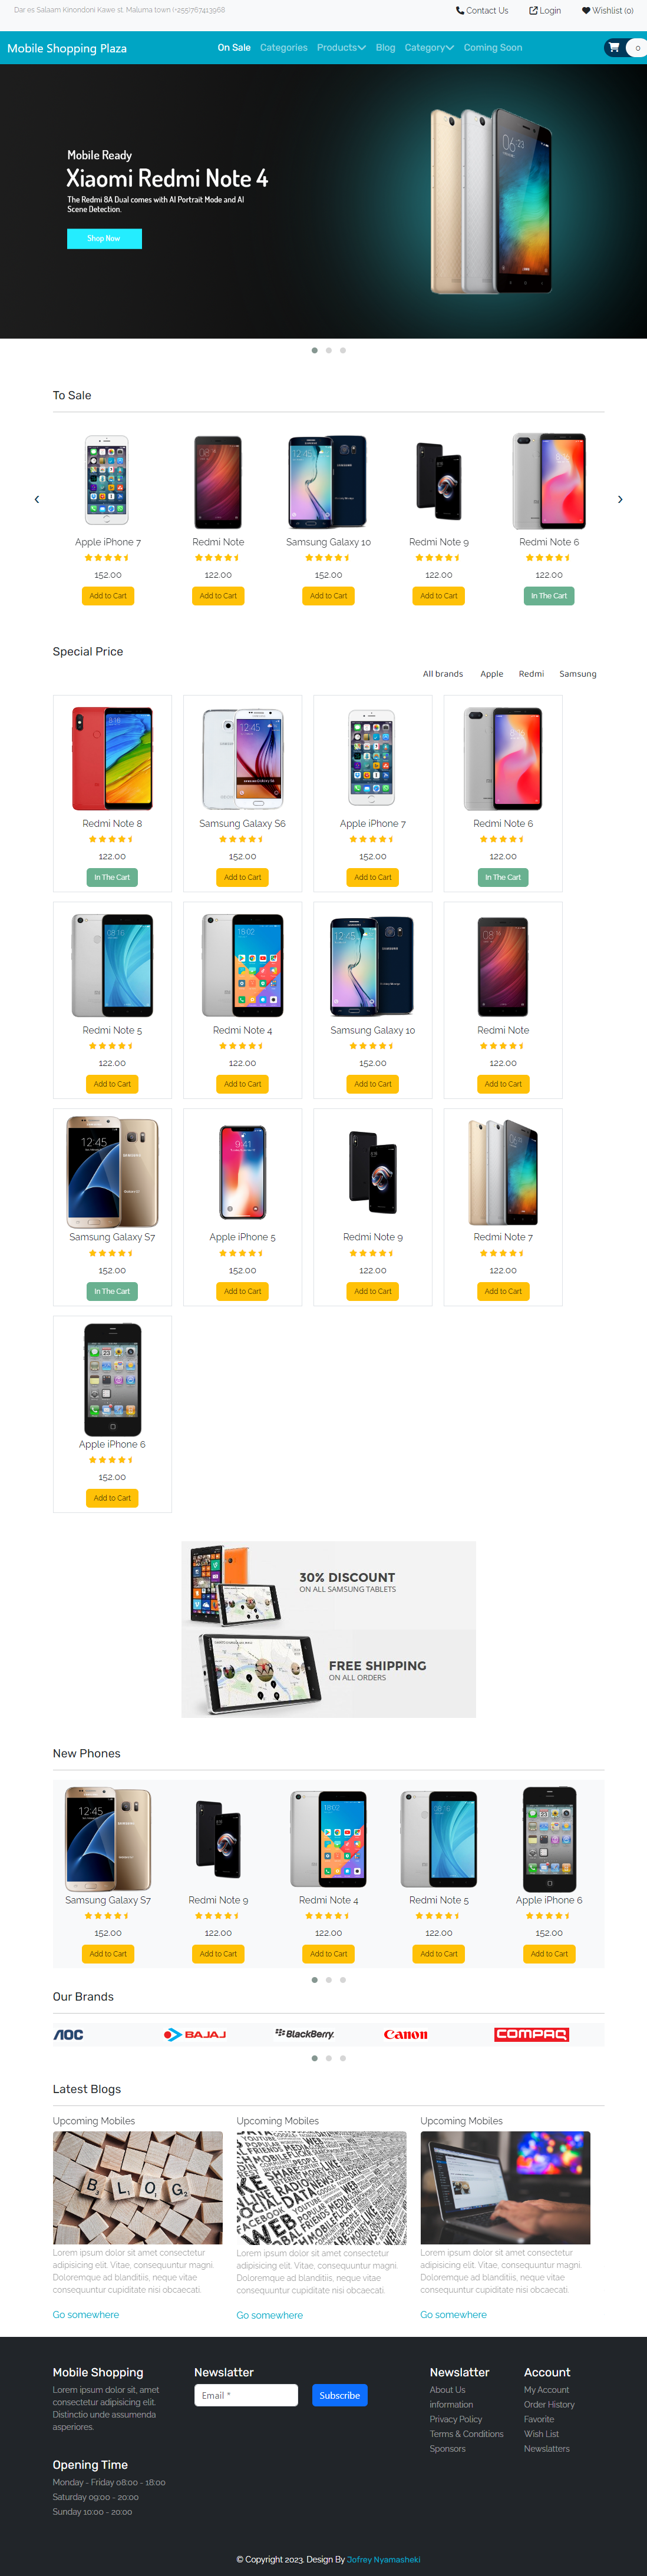 Dar es Salaam Kinondoni Kawe st. Maluma town (+255)767413968
Contact Us
Login
Wishlist (0)
Mobile Shopping Plaza
On Sale
Categories
Products
Blog
Category
Coming Soon
0
Mobile Ready
Xiaomi Redmi Note 4
The Redmi 8A Dual comes with AI Portrait Mode and AI
Scene Detection.
Shop Now
To Sale
Apple iPhone 7
Redmi Note
Samsung Galaxy 10
Redmi Note 9
Redmi Note 6
152.00
122.00
152.00
122.00
122.00
Add to Cart
Add to Cart
Add to Cart
Add to Cart
In The Cart
Special Price
All brands
Apple
Redmi
Samsung
Redmi Note 8
Samsung Galaxy S6
Apple iPhone 7
Redmi Note 6
122.00
152.00
152.00
122.00
In The Cart
Add to Cart
Add to Cart
In The Cart
Redmi Note 5
Redmi Note 4
Samsung Galaxy 10
Redmi Note
122.00
122.00
152.00
122.00
Add to Cart
Add to Cart
Add to Cart
Add to Cart
Samsung Galaxy S7
Apple iPhone 5
Redmi Note 9
Redmi Note 7
152.00
152.00
122.00
122.00
In The Cart
Add to Cart
Add to Cart
Add to Cart
Apple iPhone 6
152.00
Add to Cart
30% DISCOUNT
ON ALL SAMSUNG TABLETS
FREE SHIPPING
ON ALL ORDERS
New Phones
Samsung Galaxy S7
Redmi Note 9
Redmi Note 4
Redmi Note 5
Apple iPhone 6
152.00
122.00
122.00
122.00
152.00
Add to Cart
Add to Cart
Add to Cart
Add to Cart
Add to Cart
Our Brands
AOC
BAJAJ
BlackBerry.
Canon
COMPAQ
Latest Blogs
Upcoming Mobiles
Upcoming Mobiles
Upcoming Mobiles
BLOG
Lorem ipsum dolor sit amet consectetur
adipisicing elit. Vitae, consequuntur magni.
Doloremque ad blanditiis, neque vitae
consequuntur cupiditate nisi obcaecati.
Go somewhere
Lorem ipsum dolor sit amet consectetur
adipisicing elit. Vitae, consequuntur magni.
Doloremque ad blanditiis, neque vitae
consequuntur cupiditate nisi obcaecati.
Go somewhere
Lorem ipsum dolor sit amet consectetur
adipisicing elit. Vitae, consequuntur magni.
Doloremque ad blanditiis, neque vitae
consequuntur cupiditate nisi obcaecati.
Go somewhere
Mobile Shopping
Lorem ipsum dolor sit, amet
consectetur adipisicing elit.
Distinctio unde assumenda
asperiores.
Newslatter
Email *
Subscribe
Newslatter
About Us
information
Privacy Policy
Terms & Conditions
Sponsors
Account
My Account
Order History
Favorite
Wish List
Newslatters
Opening Time
Monday - Friday 08:00 - 18:00
Saturday 09:00 - 20:00
Sunday 10:00 - 20:00
© Copyright 2023. Design By Jofrey Nyamasheki